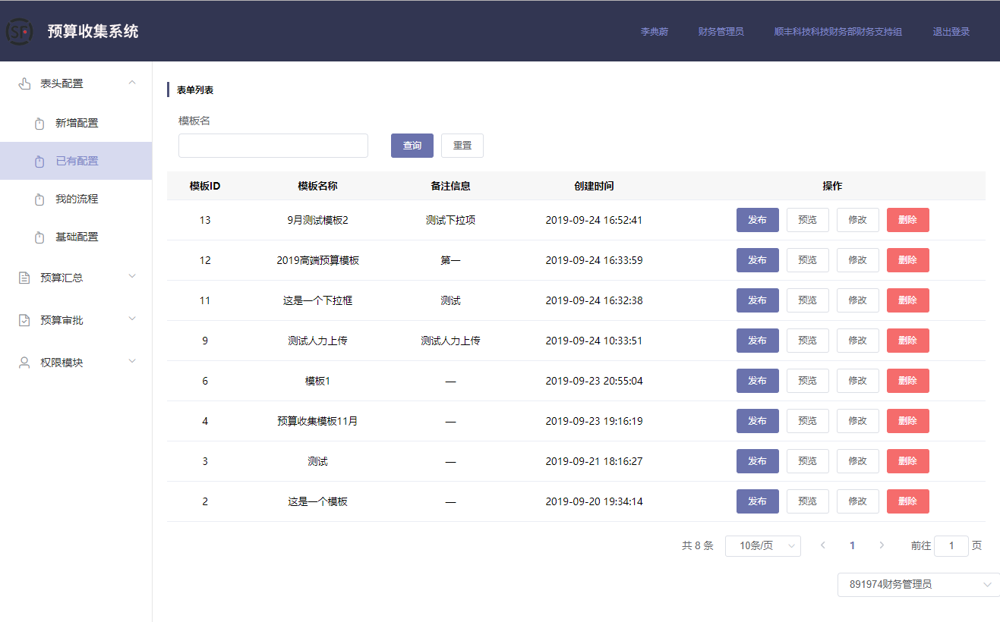 SF 预算收集系统 李典蔚 财务管理员 顺丰科技科技财务部财务支持组 退出登录
表头配置
新增配置
已有配置
我的流程
基础配置
预算汇总
预算审批
权限模块
表单列表
模板名
查询 重置
模板ID 模板名称 备注信息 创建时间 操作
13 9月测试模板2 测试下拉项 2019-09-24 16:52:41 发布 预览 修改 删除
12 2019高端预算模板 第一 2019-09-24 16:33:59 发布 预览 修改 删除
11 这是一个下拉框 测试 2019-09-24 16:32:38 发布 预览 修改 删除
9 测试人力上传 测试人力上传 2019-09-24 10:33:51 发布 预览 修改 删除
6 模板1 — 2019-09-23 20:55:04 发布 预览 修改 删除
4 预算收集模板11月 — 2019-09-23 19:16:19 发布 预览 修改 删除
3 测试 — 2019-09-21 18:16:27 发布 预览 修改 删除
2 这是一个模板 — 2019-09-20 19:34:14 发布 预览 修改 删除
共 8 条 10条/页 1 前往 1 页
891974财务管理员